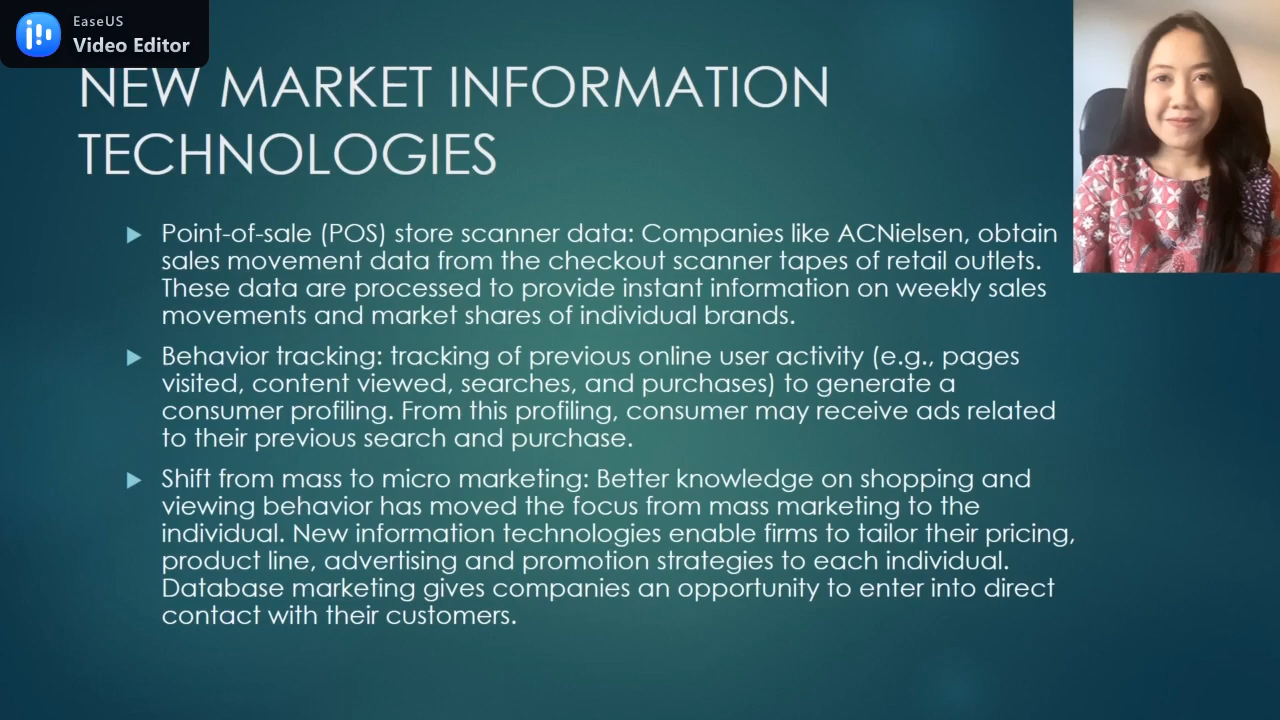 EaseUS
Video Editor
NEW MARKET INFORMATION
TECHNOLOGIES
Point-of-sale (POS) store scanner data: Companies like ACNielsen, obtain
sales movement data from the checkout scanner tapes of retail outlets.
These data are processed to provide instant information on weekly sales
movements and market shares of individual brands.
Behavior tracking: tracking of previous online user activity (e.g., pages
visited, content viewed, searches, and purchases) to generate a
consumer profiling. From this profiling, consumer may receive ads related
to their previous search and purchase.
Shift from mass to micro marketing: Better knowledge on shopping and
viewing behavior has moved the focus from mass marketing to the
individual. New information technologies enable firms to tailor their pricing,
product line, advertising and promotion strategies to each individual.
Database marketing gives companies an opportunity to enter into direct
contact with their customers.